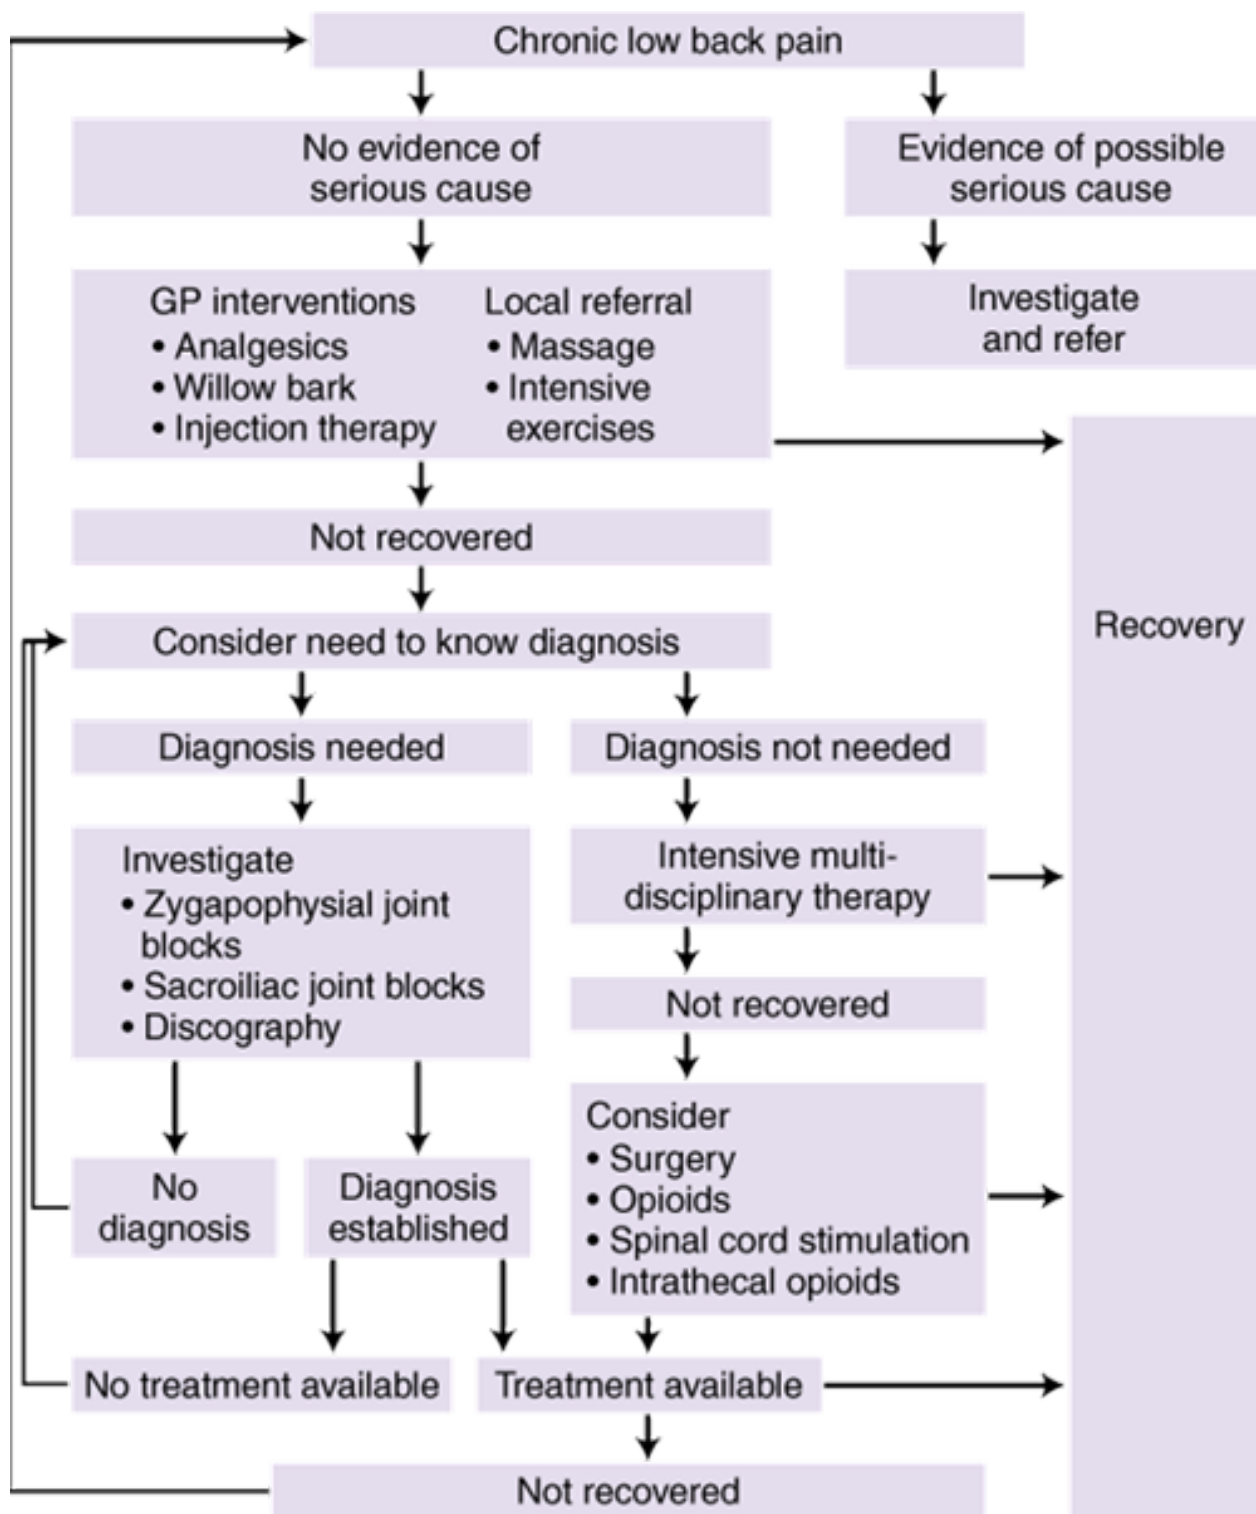 Chronic low back pain
No evidence of
serious cause
Evidence of possible
serious cause
GP interventions
• Analgesics
• Willow bark
• Injection therapy
Local referral
• Massage
• Intensive
exercises
Investigate
and refer
Not recovered
Recovery
Consider need to know diagnosis
Diagnosis needed
Diagnosis not needed
Investigate
• Zygapophysial joint
blocks
• Sacroiliac joint blocks
• Discography
Intensive multi-
disciplinary therapy
Not recovered
Consider
• Surgery
• Opioids
• Spinal cord stimulation
• Intrathecal opioids
No
diagnosis
Diagnosis
established
No treatment available
Treatment available
Not recovered